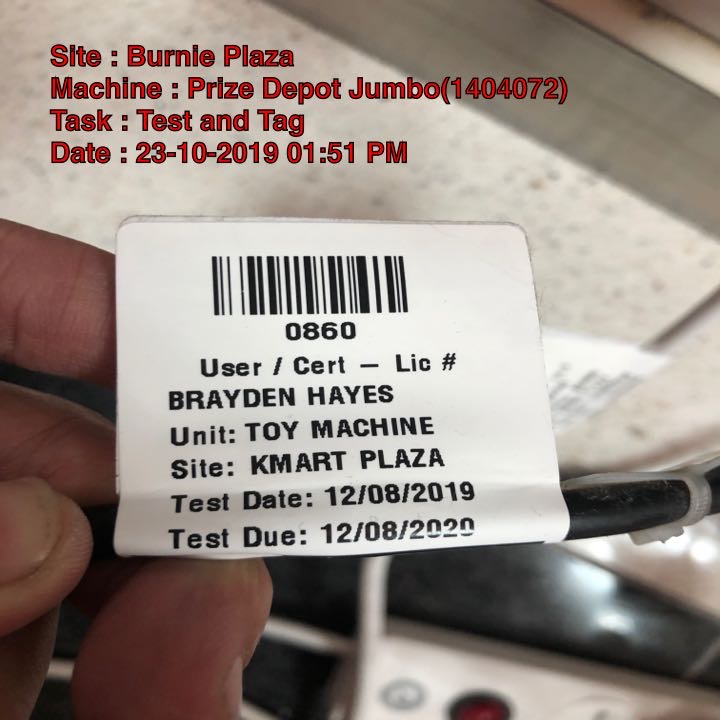 Site : Burnie Plaza
Machine : Prize Depot Jumbo(1404072)
Task : Test and Tag
Date : 23-10-2019 01:51 PM
0860
User / Cert – Lic #
BRAYDEN HAYES
Unit: TOY MACHINE
Site: KMART PLAZA
Test Date: 12/08/2019
Test Due: 12/08/2020